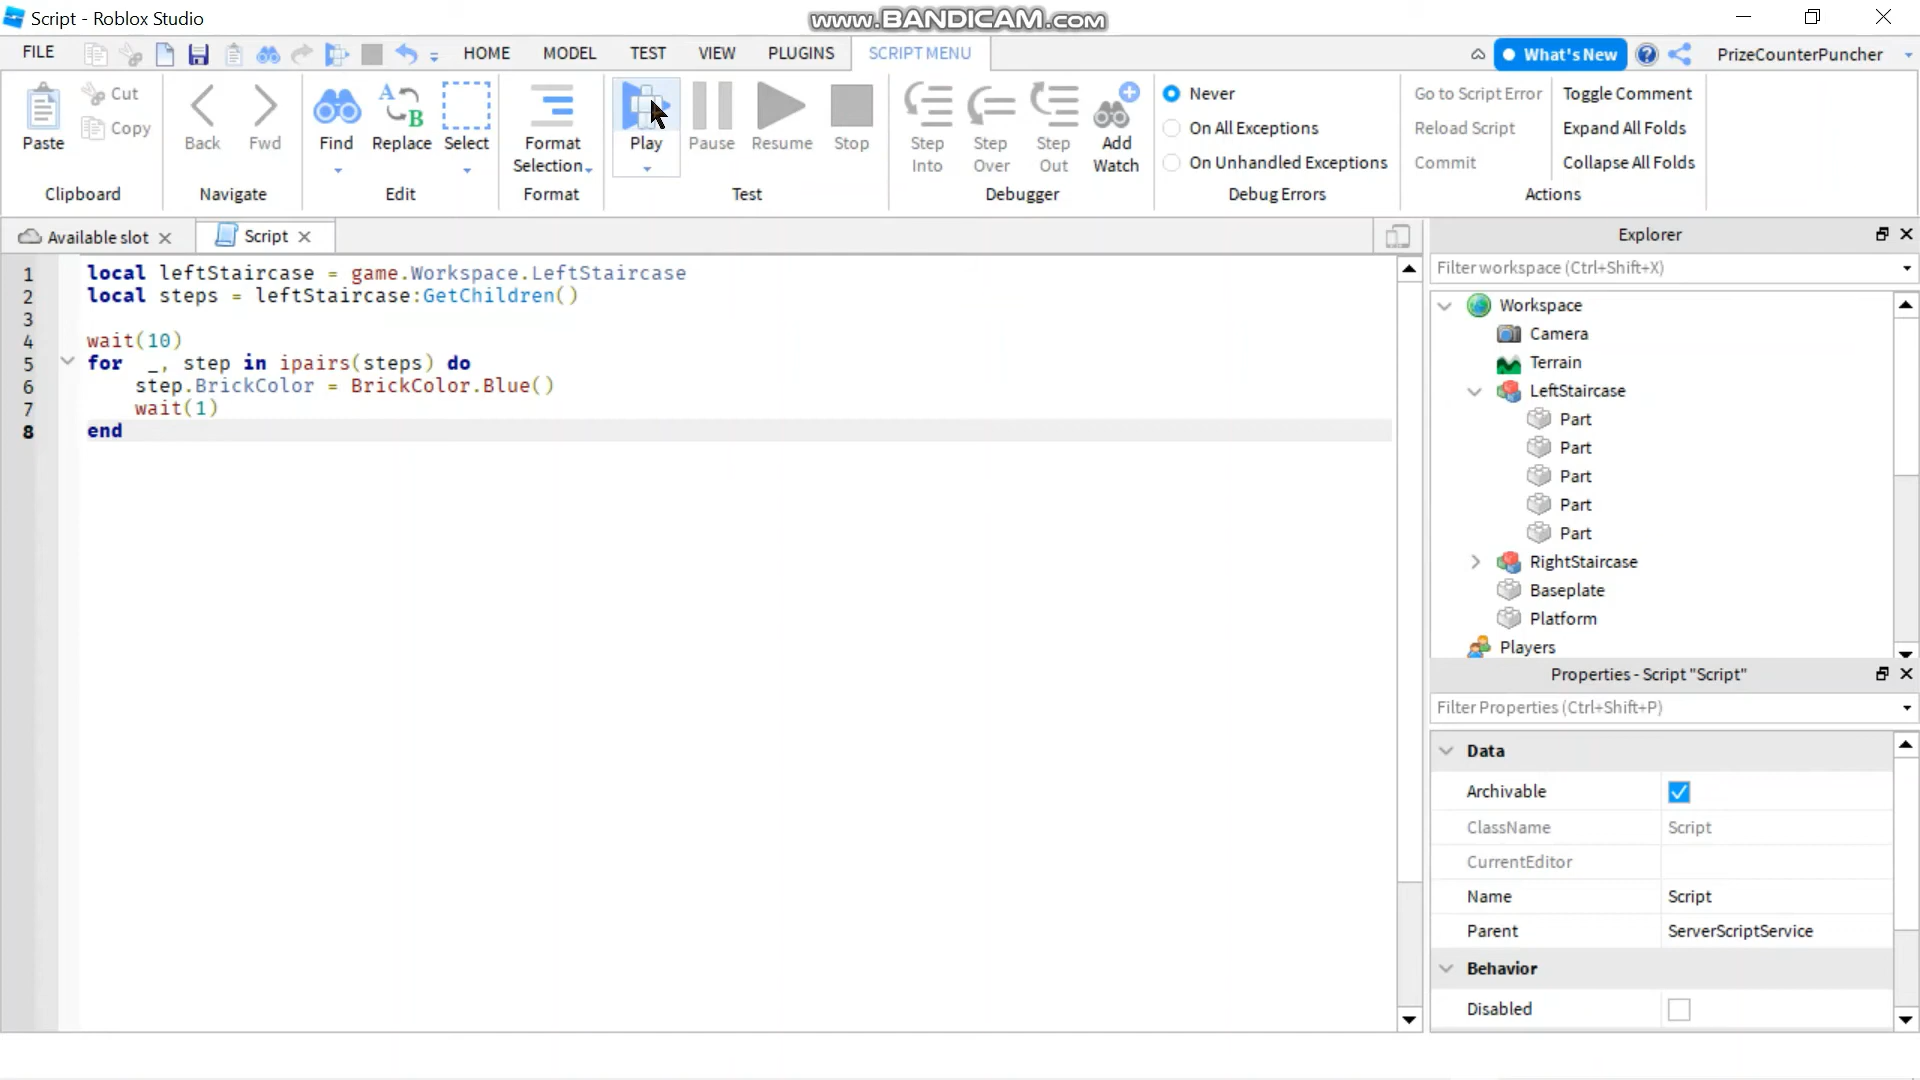 Script - Roblox Studio
www.BANDICAM.com
FILE
HOME
MODEL
TEST
VIEW
PLUGINS
SCRIPT MENU
What's New
PrizeCounterPuncher
Paste
Cut
Copy
Clipboard
Back
Fwd
Navigate
Find
Replace
Select
Edit
Format
Selection
Format
Play
Pause
Resume
Stop
Test
Step
Into
Step
Over
Step
Out
Add
Watch
Debugger
Never
On All Exceptions
On Unhandled Exceptions
Debug Errors
Go to Script Error
Reload Script
Commit
Toggle Comment
Expand All Folds
Collapse All Folds
Actions
Available slot
Script
1 local leftStaircase = game.Workspace.LeftStaircase
2 local steps = leftStaircase:GetChildren()
3
4 wait(10)
5 for _, step in ipairs(steps) do
6 step.BrickColor = BrickColor.Blue()
7 wait(1)
8 end
Explorer
Filter workspace (Ctrl+Shift+X)
Workspace
Camera
Terrain
LeftStaircase
Part
Part
Part
Part
Part
RightStaircase
Baseplate
Platform
Players
Properties - Script "Script"
Filter Properties (Ctrl+Shift+P)
Data
Archivable
ClassName Script
CurrentEditor
Name Script
Parent ServerScriptService
Behavior
Disabled